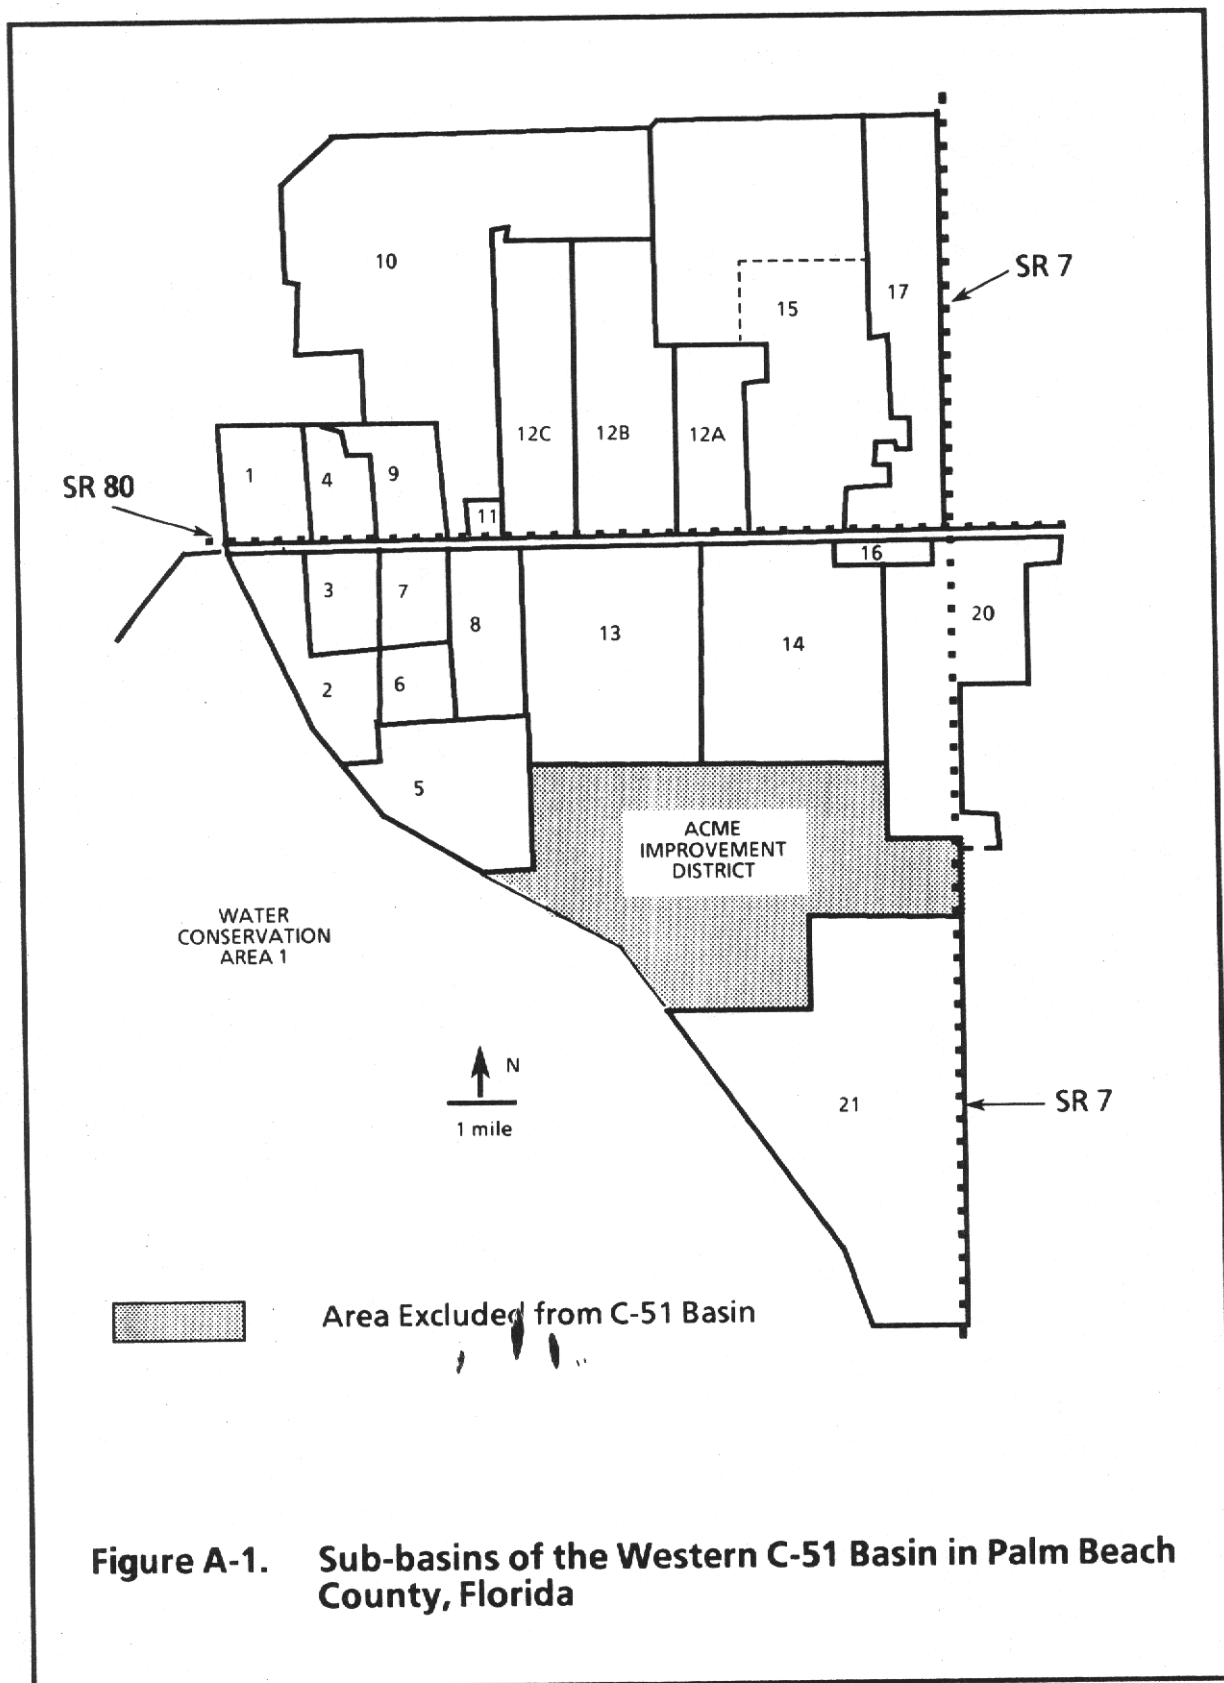 SR 7
10
17
15
12C
12B
12A
1
4
9
SR 80
11
16
3
7
8
13
14
20
2
6
5
ACME
IMPROVEMENT
DISTRICT
WATER
CONSERVATION
AREA 1
N
1 mile
21
SR 7
Area Excluded from C-51 Basin
Figure A-1. Sub-basins of the Western C-51 Basin in Palm Beach
County, Florida